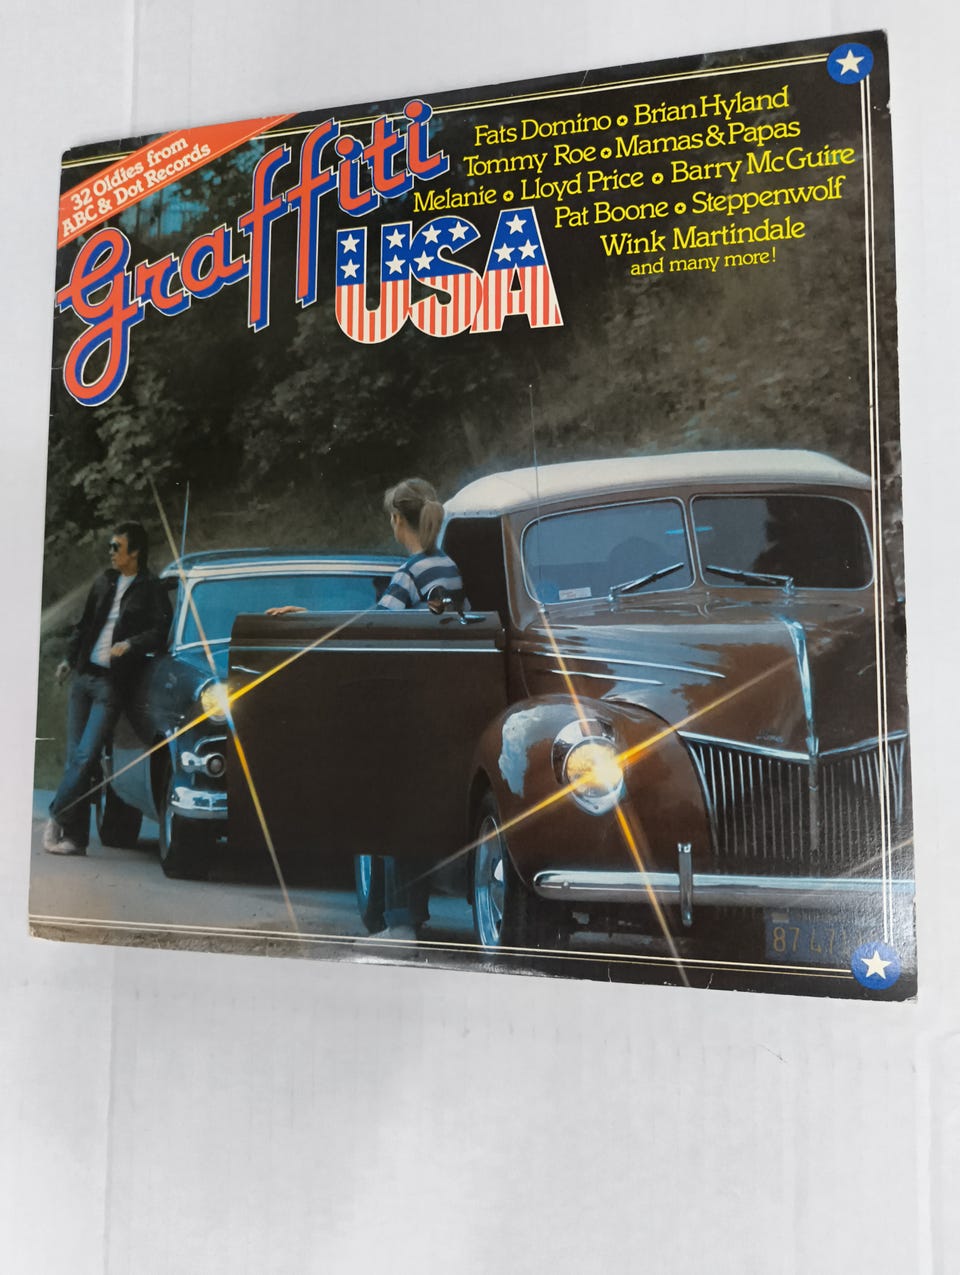 32 Oldies from
ABC & Dot Records
Graffiti
USA
Fats Domino • Brian Hyland
Tommy Roe • Mamas & Papas
Melanie • Lloyd Price • Barry McGuire
Pat Boone • Steppenwolf
Wink Martindale
and many more!